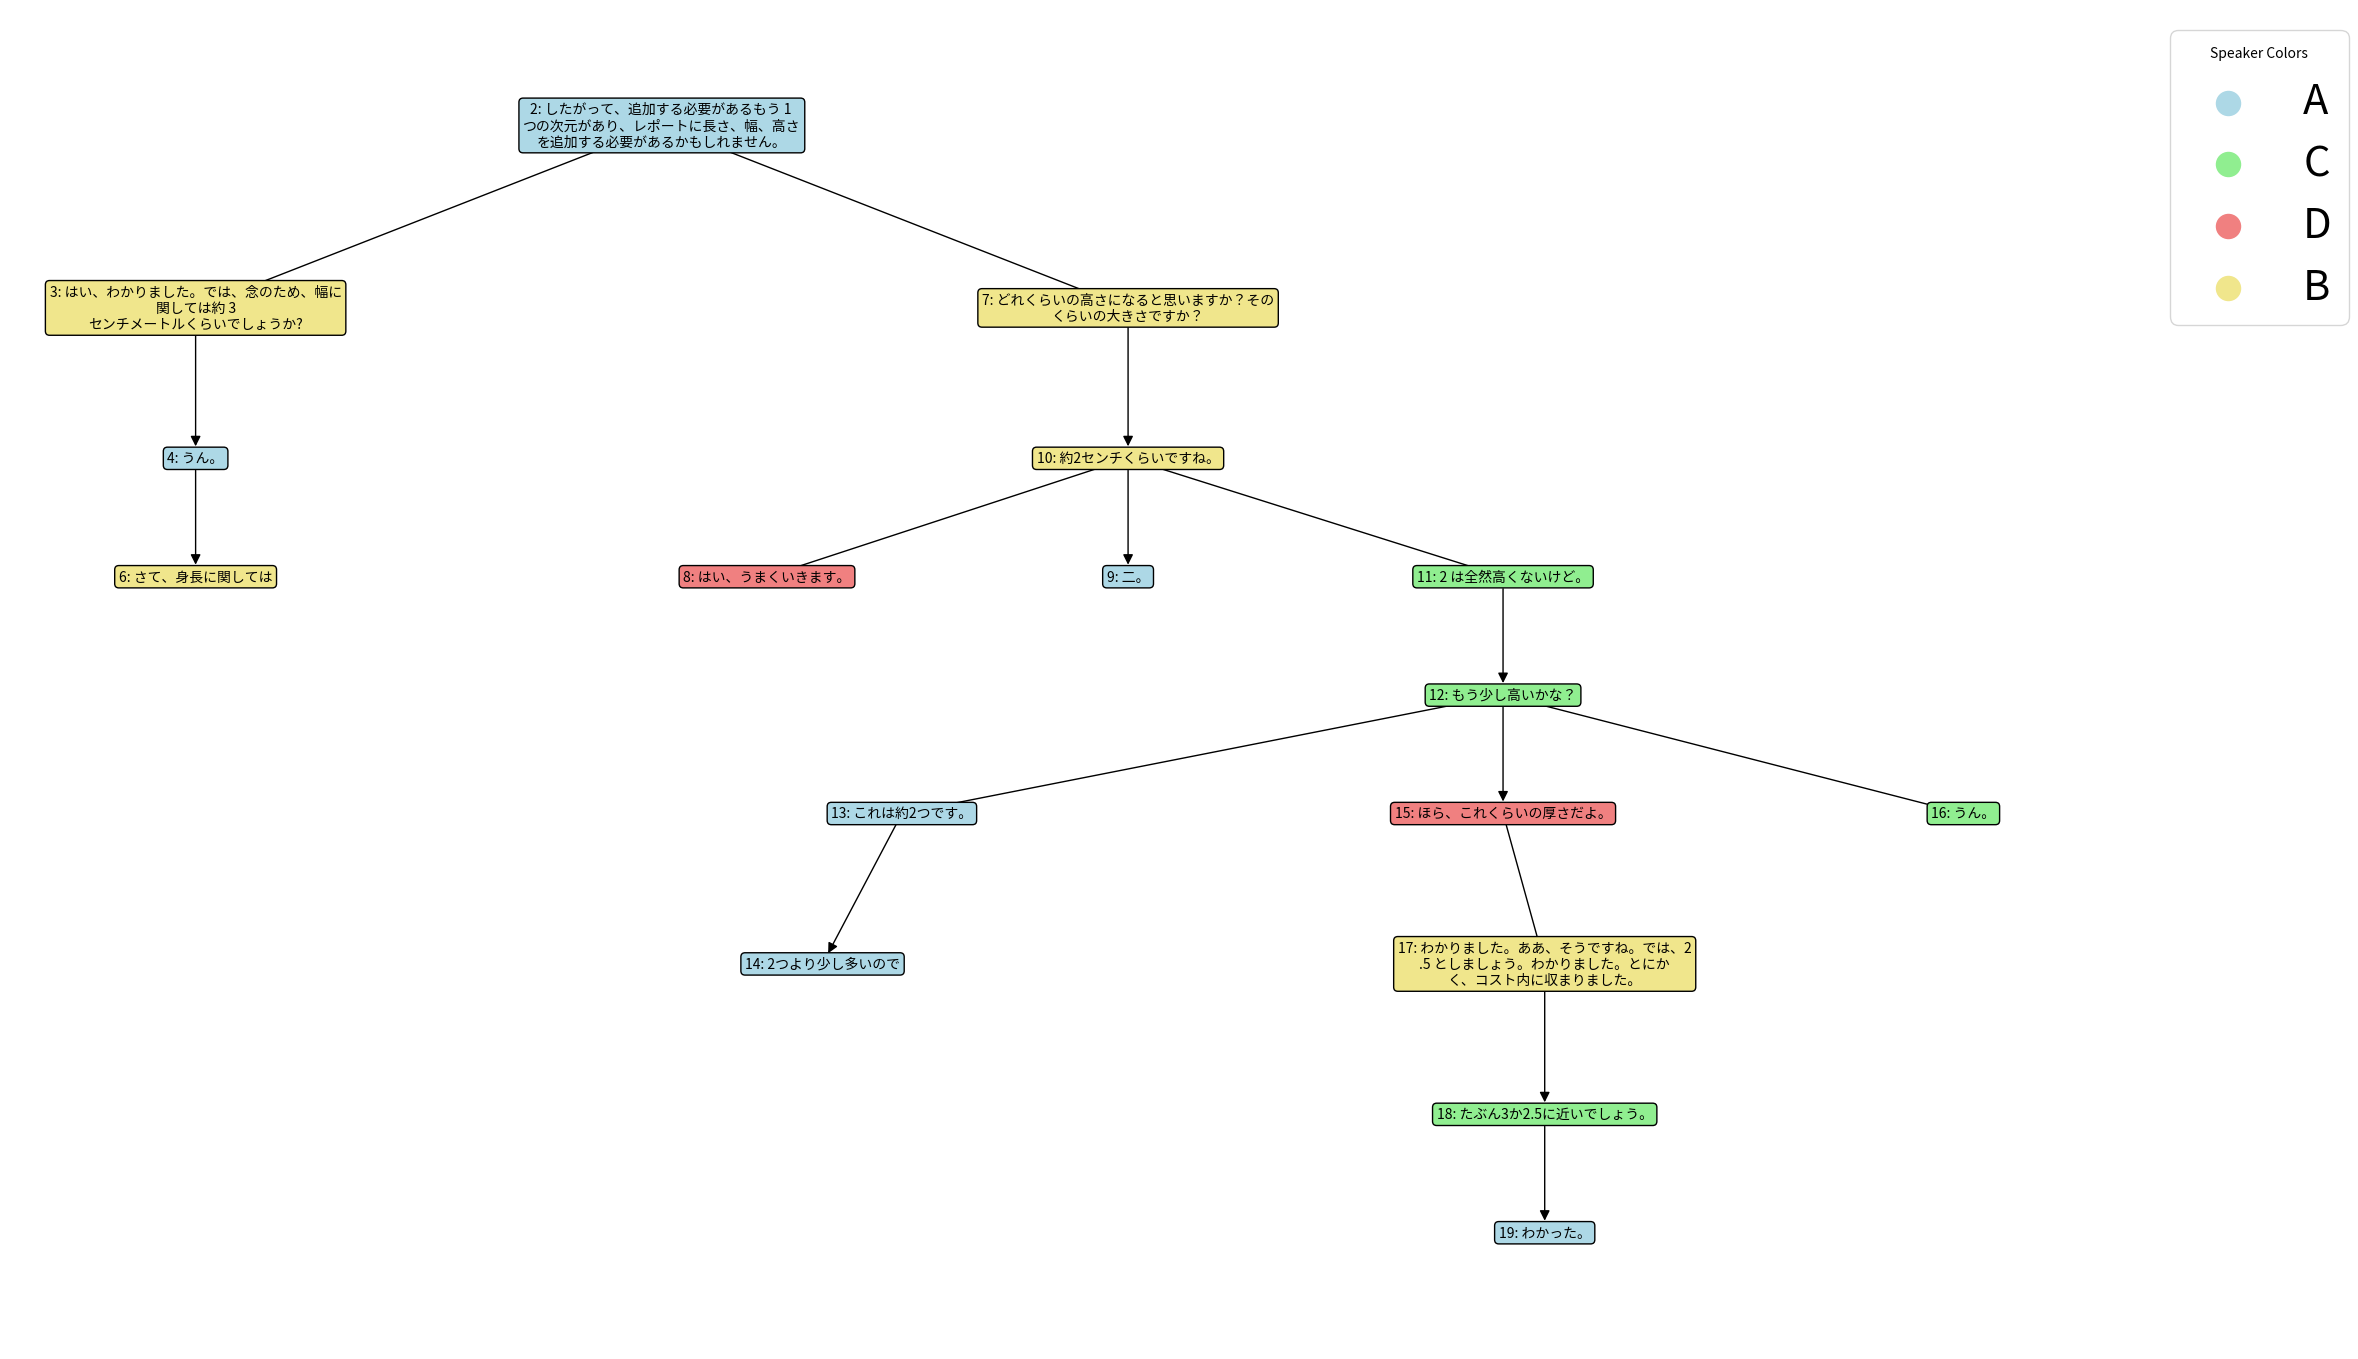 Speaker Colors
A
C
D
B
2: したがって、追加する必要があるもう 1
つの次元があり、レポートに長さ、幅、高さ
を追加する必要があるかもしれません。
3: はい、わかりました。では、念のため、幅に
関しては約 3
センチメートルくらいでしょうか?
7: どれくらいの高さになると思いますか？その
くらいの大きさですか？
4: うん。
10: 約2センチくらいですね。
6: さて、身長に関しては
8: はい、うまくいきます。
9: 二。
11: 2 は全然高くないけど。
12: もう少し高いかな？
13: これは約2つです。
15: ほら、これくらいの厚さだよ。
16: うん。
14: 2つより少し多いので
17: わかりました。ああ、そうですね。では、2
.5 としましょう。わかりました。とにか
く、コスト内に収まりました。
18: たぶん3か2.5に近いでしょう。
19: わかった。